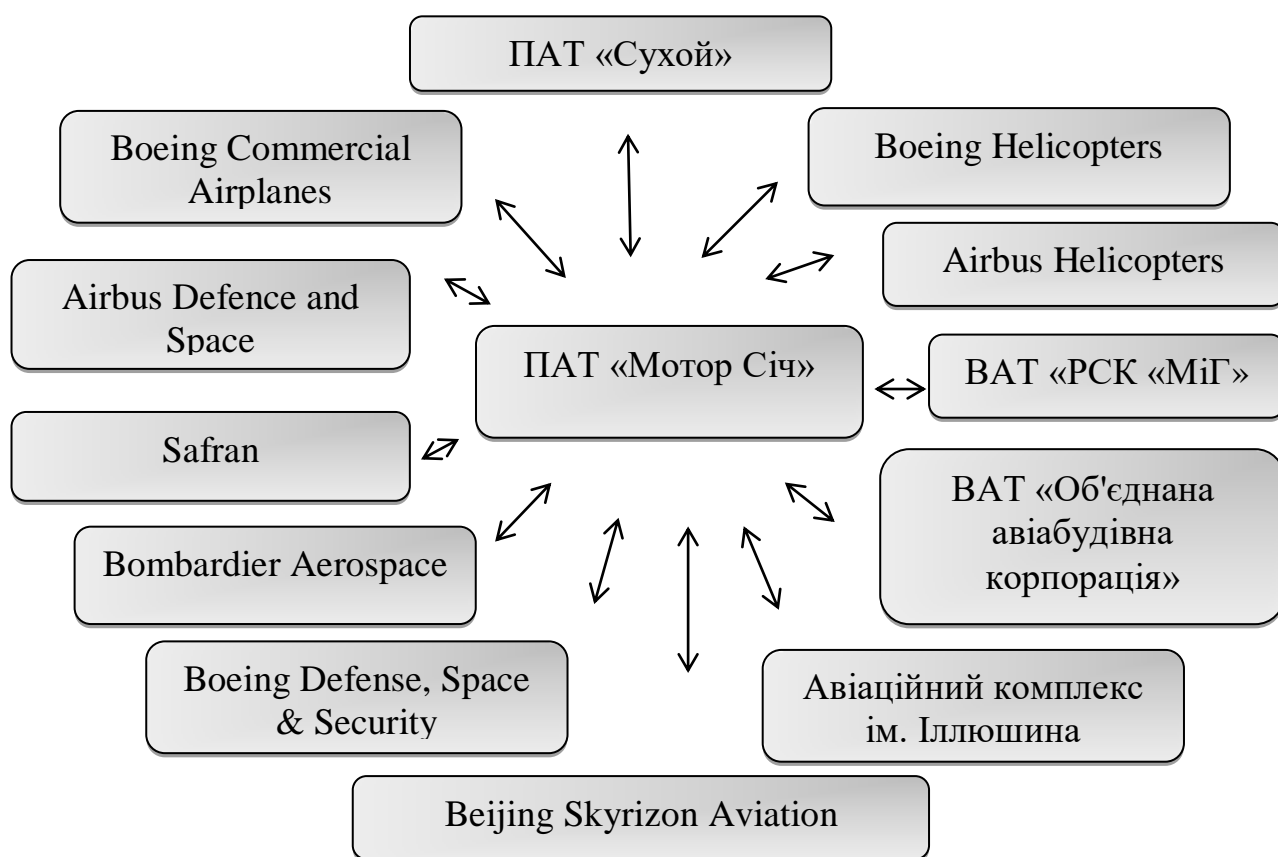 ПАТ «Сухой»
Boeing Commercial
Airplanes
Boeing Helicopters
Airbus Helicopters
Airbus Defence and
Space
ПАТ «Мотор Січ»
ВАТ «РСК «МіГ»
Safran
ВАТ «Об'єднана
авіабудівна
корпорація»
Bombardier Aerospace
Boeing Defense, Space
& Security
Авіаційний комплекс
ім. Іллюшина
Beijing Skyrizon Aviation